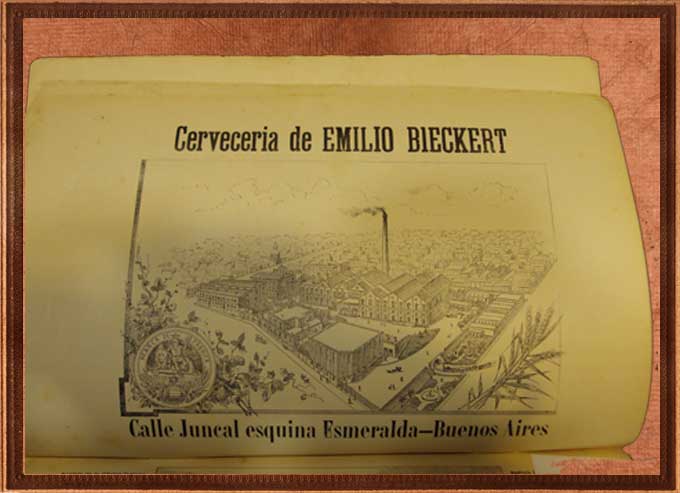 Cerveceria de EMILIO BIECKERT
Calle Juncal esquina Esmeralda—Buenos Aires